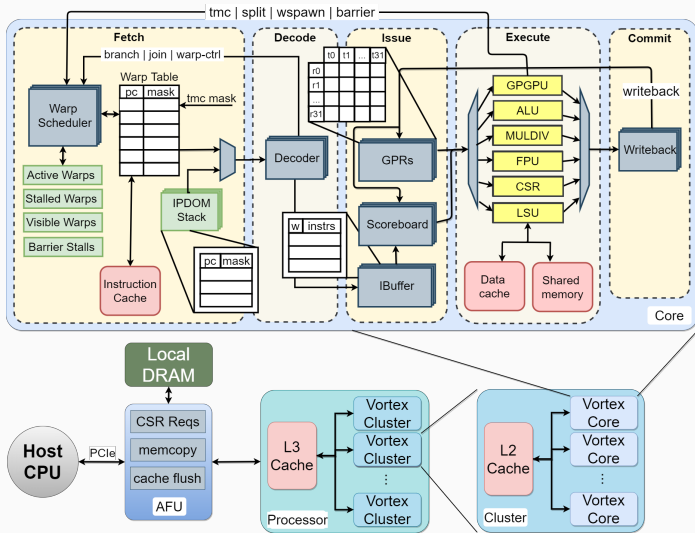 tmc | split | wspawn | barrier
Fetch
Decode
Issue
Execute
Commit
branch | join | warp-ctrl
Warp Table
pc mask
tmc mask
Warp
Scheduler
Active Warps
Stalled Warps
Visible Warps
Barrier Stalls
IPDOM
Stack
pc mask
Instruction
Cache
Decoder
w instrs
t0 t1 ... t31
r0
r1
...
r31
GPRs
Scoreboard
IBuffer
GPGPU
ALU
MULDIV
FPU
CSR
LSU
Data
cache
Shared
memory
writeback
Writeback
Core
Local
DRAM
Host
CPU
PCIe
CSR Reqs
memcopy
cache flush
AFU
L3
Cache
Vortex
Cluster
Vortex
Cluster
...
Vortex
Cluster
Processor
L2
Cache
Vortex
Core
Vortex
Core
...
Vortex
Core
Cluster